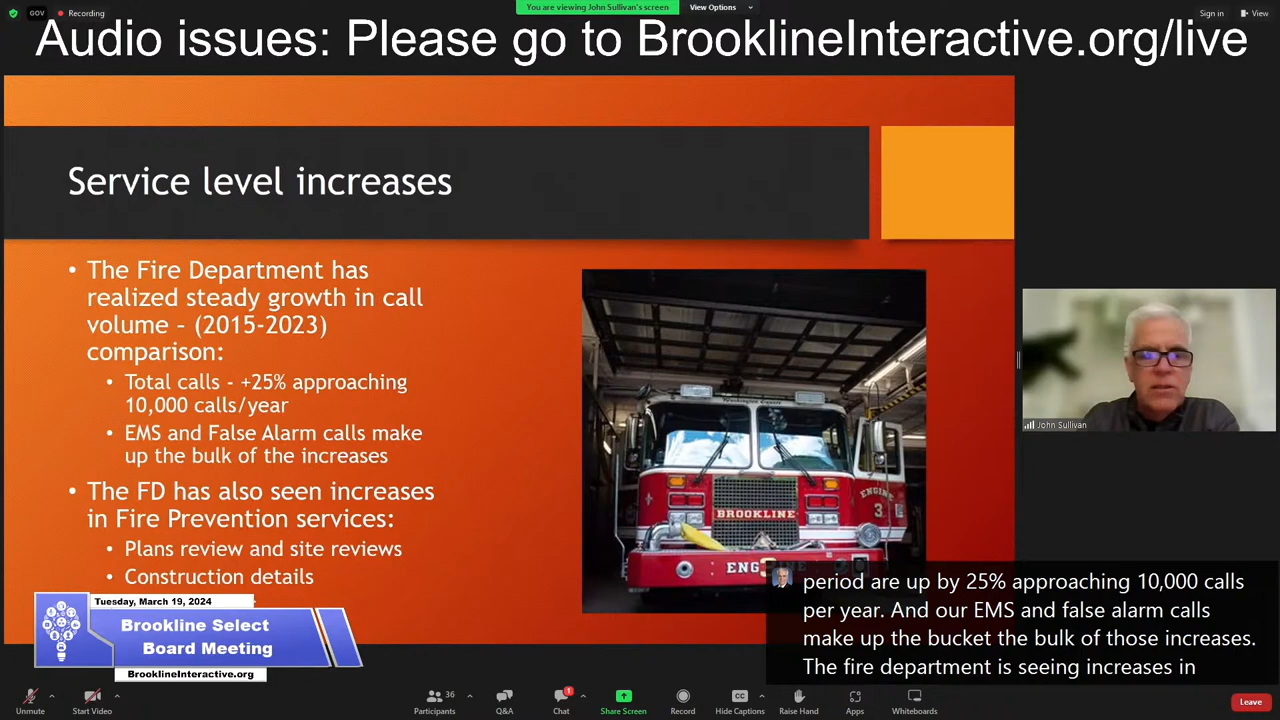 GOV
Recording
You are viewing John Sullivan's screen
View Options
Sign in
View
Audio issues: Please go to BrooklineInteractive.org/live
Service level increases
• The Fire Department has
realized steady growth in call
volume – (2015-2023)
comparison:
• Total calls - +25% approaching
10,000 calls/year
• EMS and False Alarm calls make
up the bulk of the increases
• The FD has also seen increases
in Fire Prevention services:
• Plans review and site reviews
• Construction details
Washington Square
ENGINE
3
BROOKLINE
John Sullivan
period are up by 25% approaching 10,000 calls
per year. And our EMS and false alarm calls
make up the bucket the bulk of those increases.
The fire department is seeing increases in
Tuesday, March 19, 2024
Brookline Select
Board Meeting
BrooklineInteractive.org
Unmute
Start Video
Participants
36
Q&A
Chat
1
Share Screen
Record
CC
Hide Captions
Raise Hand
Apps
Whiteboards
Leave